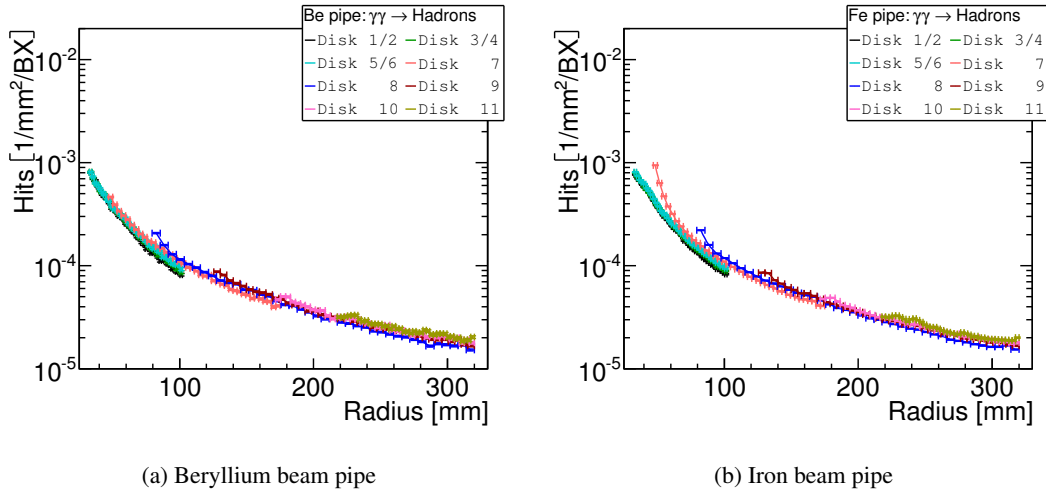 Be pipe: γγ → Hadrons
Disk 1/2 Disk 3/4
Disk 5/6 Disk 7
Disk 8 Disk 9
Disk 10 Disk 11
Hits [1/mm²/BX]
10⁻²
10⁻³
10⁻⁴
10⁻⁵
100 200 300
Radius [mm]
(a) Beryllium beam pipe
Fe pipe: γγ → Hadrons
Disk 1/2 Disk 3/4
Disk 5/6 Disk 7
Disk 8 Disk 9
Disk 10 Disk 11
Hits [1/mm²/BX]
10⁻²
10⁻³
10⁻⁴
10⁻⁵
100 200 300
Radius [mm]
(b) Iron beam pipe